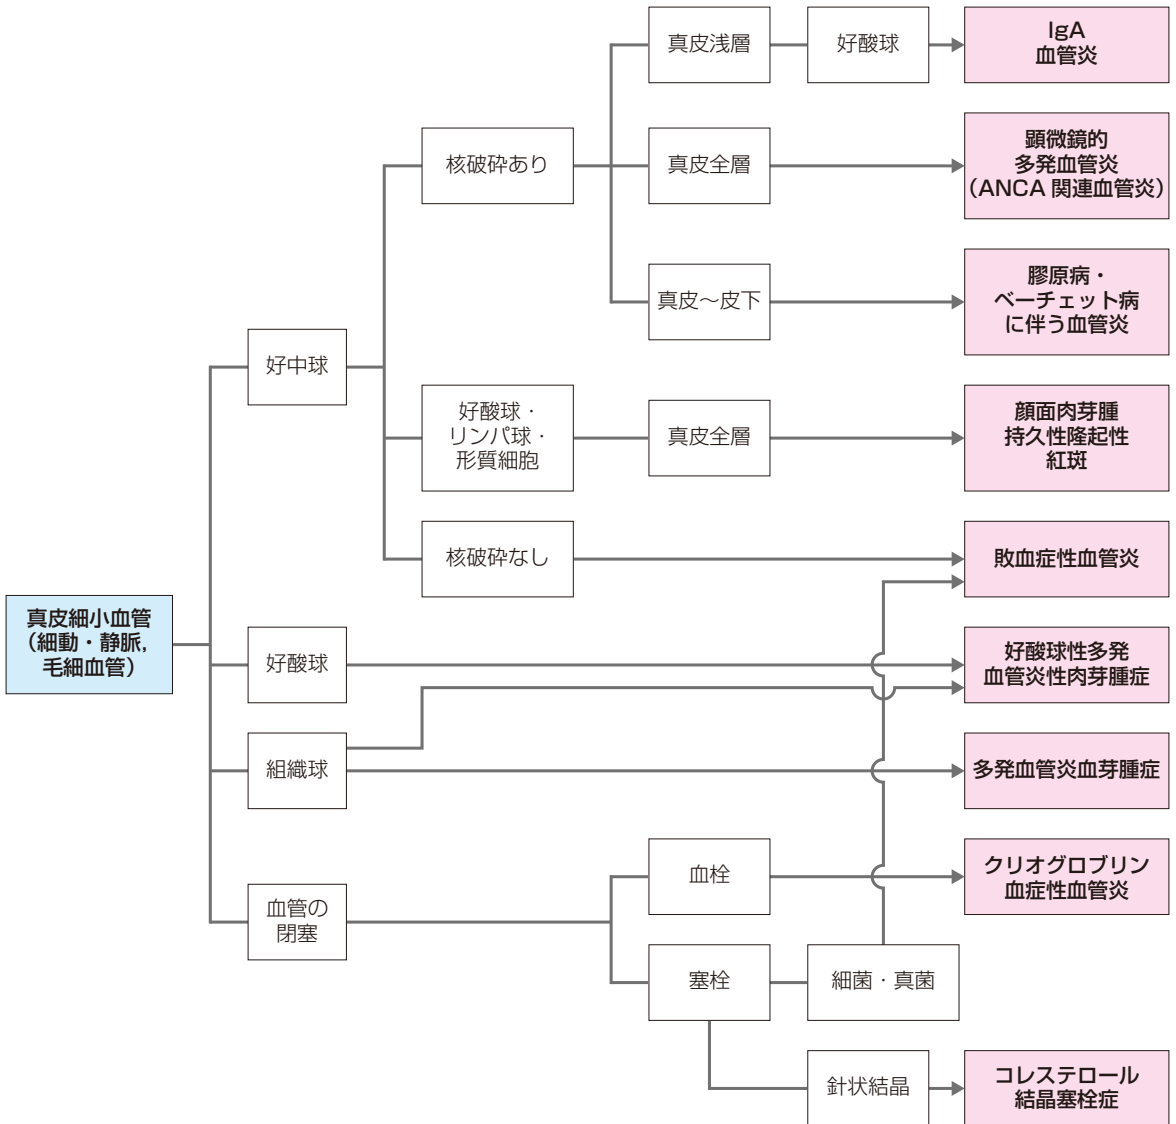 真皮浅層
好酸球
IgA
血管炎
核破砕あり
真皮全層
顕微鏡的
多発血管炎
（ANCA 関連血管炎）
真皮〜皮下
膠原病・
ベーチェット病
に伴う血管炎
好中球
好酸球・
リンパ球・
形質細胞
真皮全層
顔面肉芽腫
持久性隆起性
紅斑
核破砕なし
敗血症性血管炎
真皮細小血管
（細動・静脈，
毛細血管）
好酸球
好酸球性多発
血管炎性肉芽腫症
組織球
多発血管炎血芽腫症
血管の
閉塞
血栓
クリオグロブリン
血症性血管炎
塞栓
細菌・真菌
針状結晶
コレステロール
結晶塞栓症